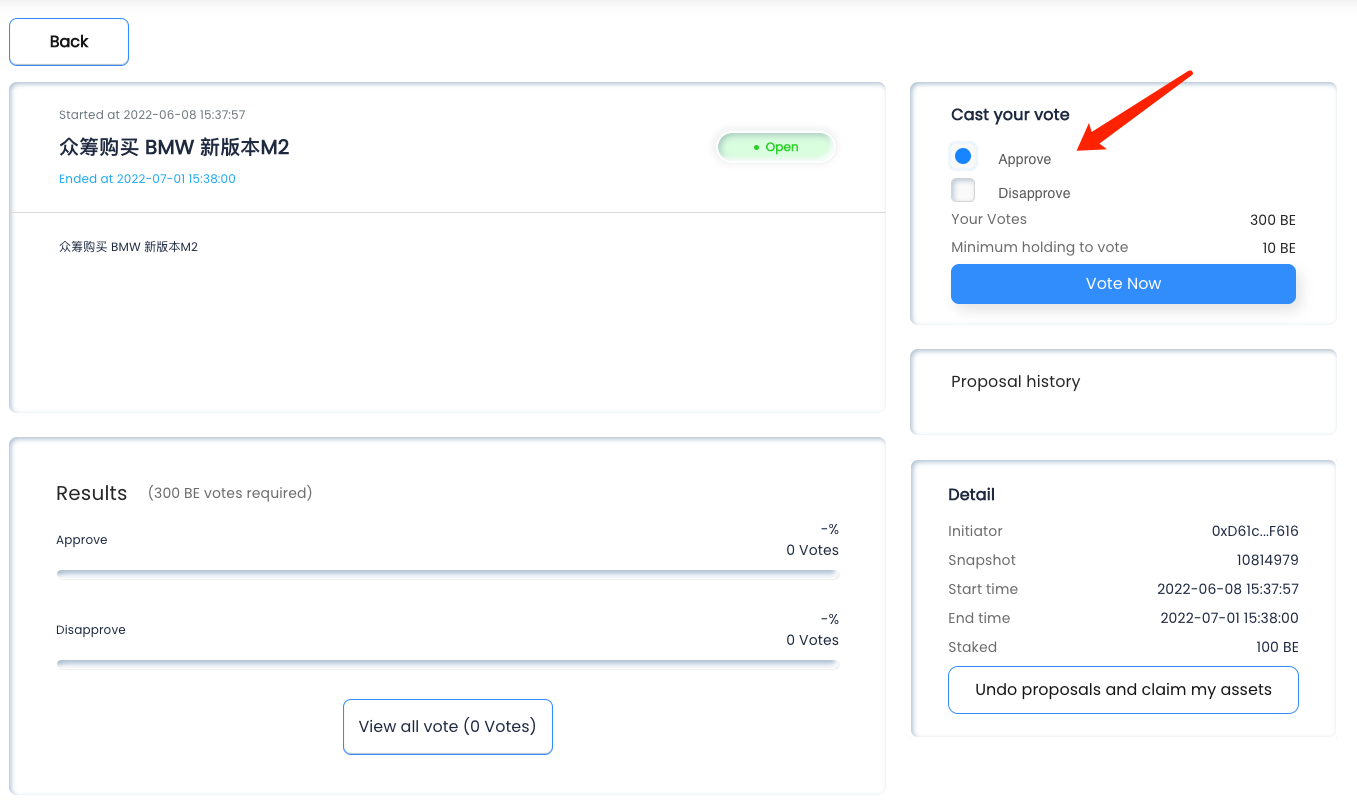 Back
Started at 2022-06-08 15:37:57
众筹购买 BMW 新版本M2
Open
Ended at 2022-07-01 15:38:00
众筹购买 BMW 新版本M2
Results (300 BE votes required)
Approve
-%
0 Votes
Disapprove
-%
0 Votes
View all vote (0 Votes)
Cast your vote
Approve
Disapprove
Your Votes 300 BE
Minimum holding to vote 10 BE
Vote Now
Proposal history
Detail
Initiator 0xD61c...F616
Snapshot 10814979
Start time 2022-06-08 15:37:57
End time 2022-07-01 15:38:00
Staked 100 BE
Undo proposals and claim my assets